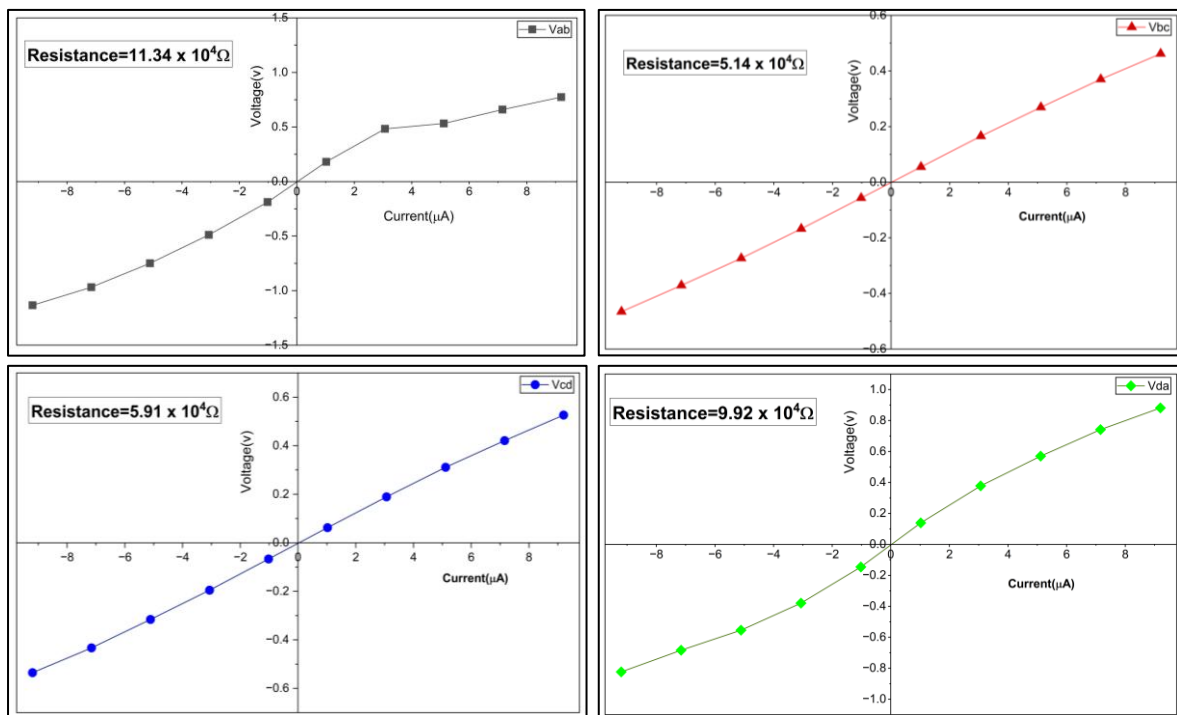 Vab
Resistance=11.34 x 10⁴Ω
Voltage(v)
Current(μA)
1.5
1.0
0.5
0.0
−0.5
−1.0
−1.5
−8 −6 −4 −2 0 2 4 6 8
Vbc
Resistance=5.14 x 10⁴Ω
Voltage(v)
Current(μA)
0.6
0.4
0.2
0.0
−0.2
−0.4
−0.6
−8 −6 −4 −2 0 2 4 6 8
Vcd
Resistance=5.91 x 10⁴Ω
Voltage(v)
Current(μA)
0.6
0.4
0.2
0.0
−0.2
−0.4
−0.6
−8 −6 −4 −2 0 2 4 6 8
Vda
Resistance=9.92 x 10⁴Ω
Voltage(v)
Current(μA)
1.0
0.8
0.6
0.4
0.2
0.0
−0.2
−0.4
−0.6
−0.8
−1.0
−8 −6 −4 −2 0 2 4 6 8